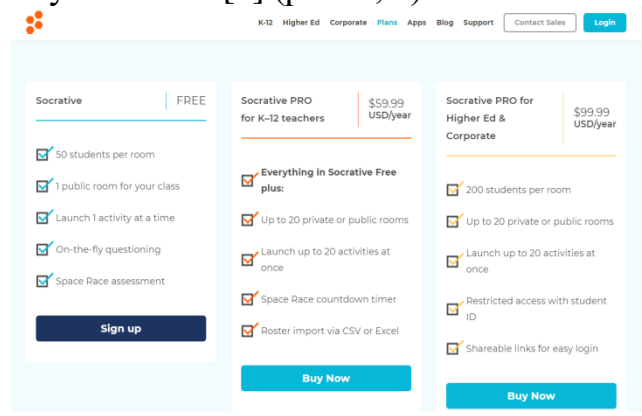 K-12 Higher Ed Corporate Plans Apps Blog Support Contact Sales Login
Socrative FREE
50 students per room
1 public room for your class
Launch 1 activity at a time
On-the-fly questioning
Space Race assessment
Sign up
Socrative PRO
for K–12 teachers
$59.99
USD/year
Everything in Socrative Free
plus:
Up to 20 private or public rooms
Launch up to 20 activities at
once
Space Race countdown timer
Roster import via CSV or Excel
Buy Now
Socrative PRO for
Higher Ed &
Corporate
$99.99
USD/year
200 students per room
Up to 20 private or public rooms
Launch up to 20 activities at
once
Restricted access with student
ID
Shareable links for easy login
Buy Now